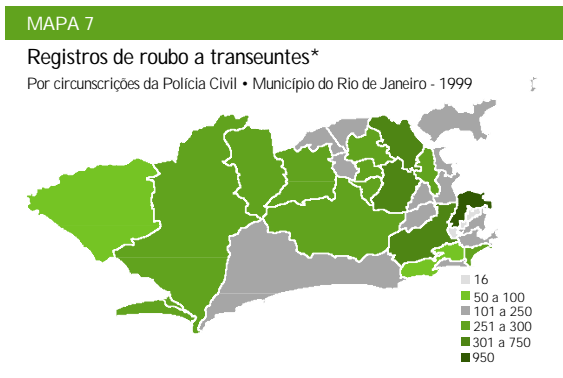 MAPA 7
Registros de roubo a transeuntes*
Por circunscrições da Polícia Civil • Município do Rio de Janeiro - 1999
16
50 a 100
101 a 250
251 a 300
301 a 750
950